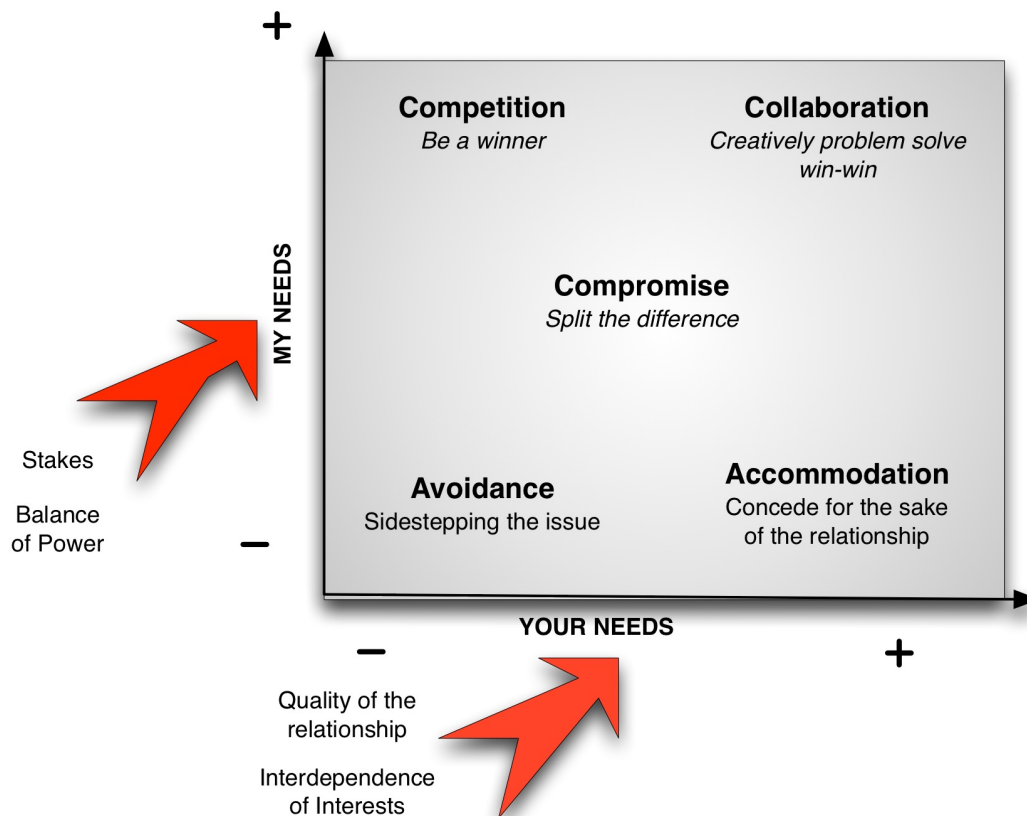 +
Competition
Be a winner
Collaboration
Creatively problem solve
win-win
MY NEEDS
Compromise
Split the difference
Stakes
Balance
of Power
Avoidance
Sidestepping the issue
Accommodation
Concede for the sake
of the relationship
−
YOUR NEEDS
−
+
Quality of the
relationship
Interdependence
of Interests